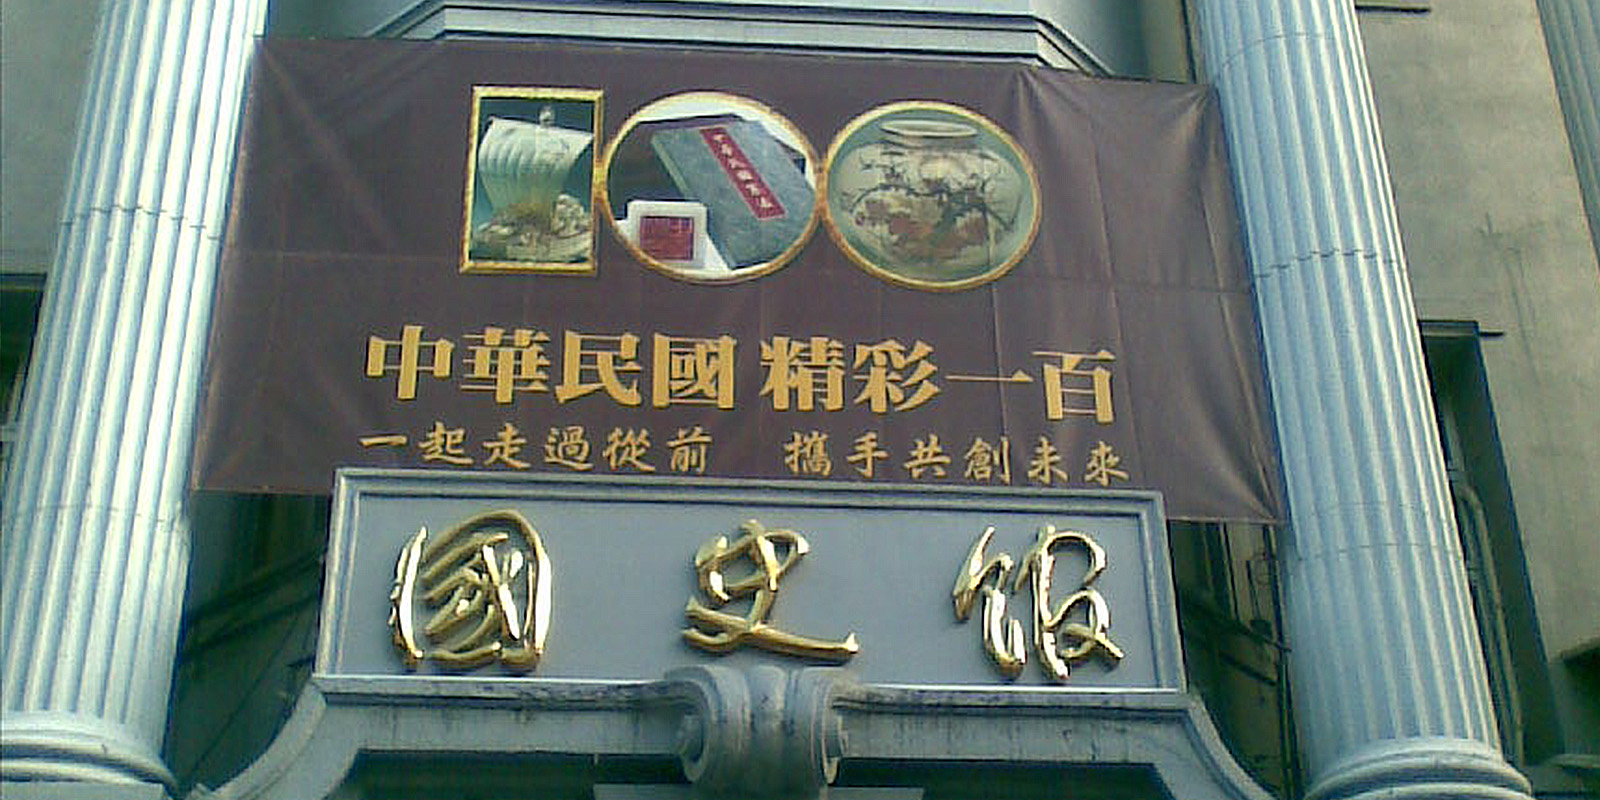 中華民國 精彩一百
一起走過從前 攜手共創未來
國史館